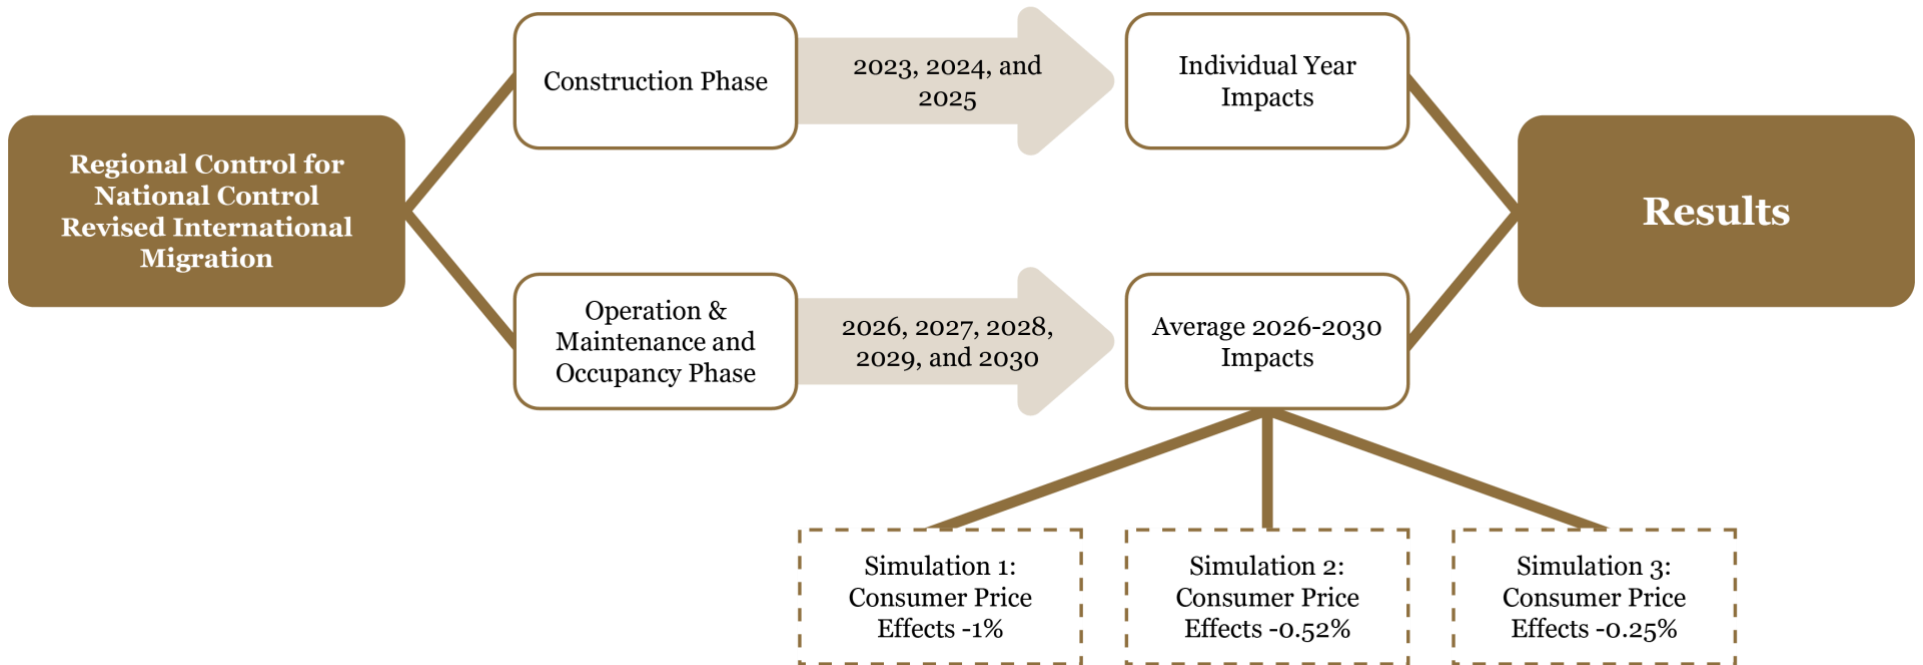 Regional Control for
National Control
Revised International
Migration
Construction Phase
2023, 2024, and
2025
Individual Year
Impacts
Operation &
Maintenance and
Occupancy Phase
2026, 2027, 2028,
2029, and 2030
Average 2026-2030
Impacts
Results
Simulation 1:
Consumer Price
Effects -1%
Simulation 2:
Consumer Price
Effects -0.52%
Simulation 3:
Consumer Price
Effects -0.25%